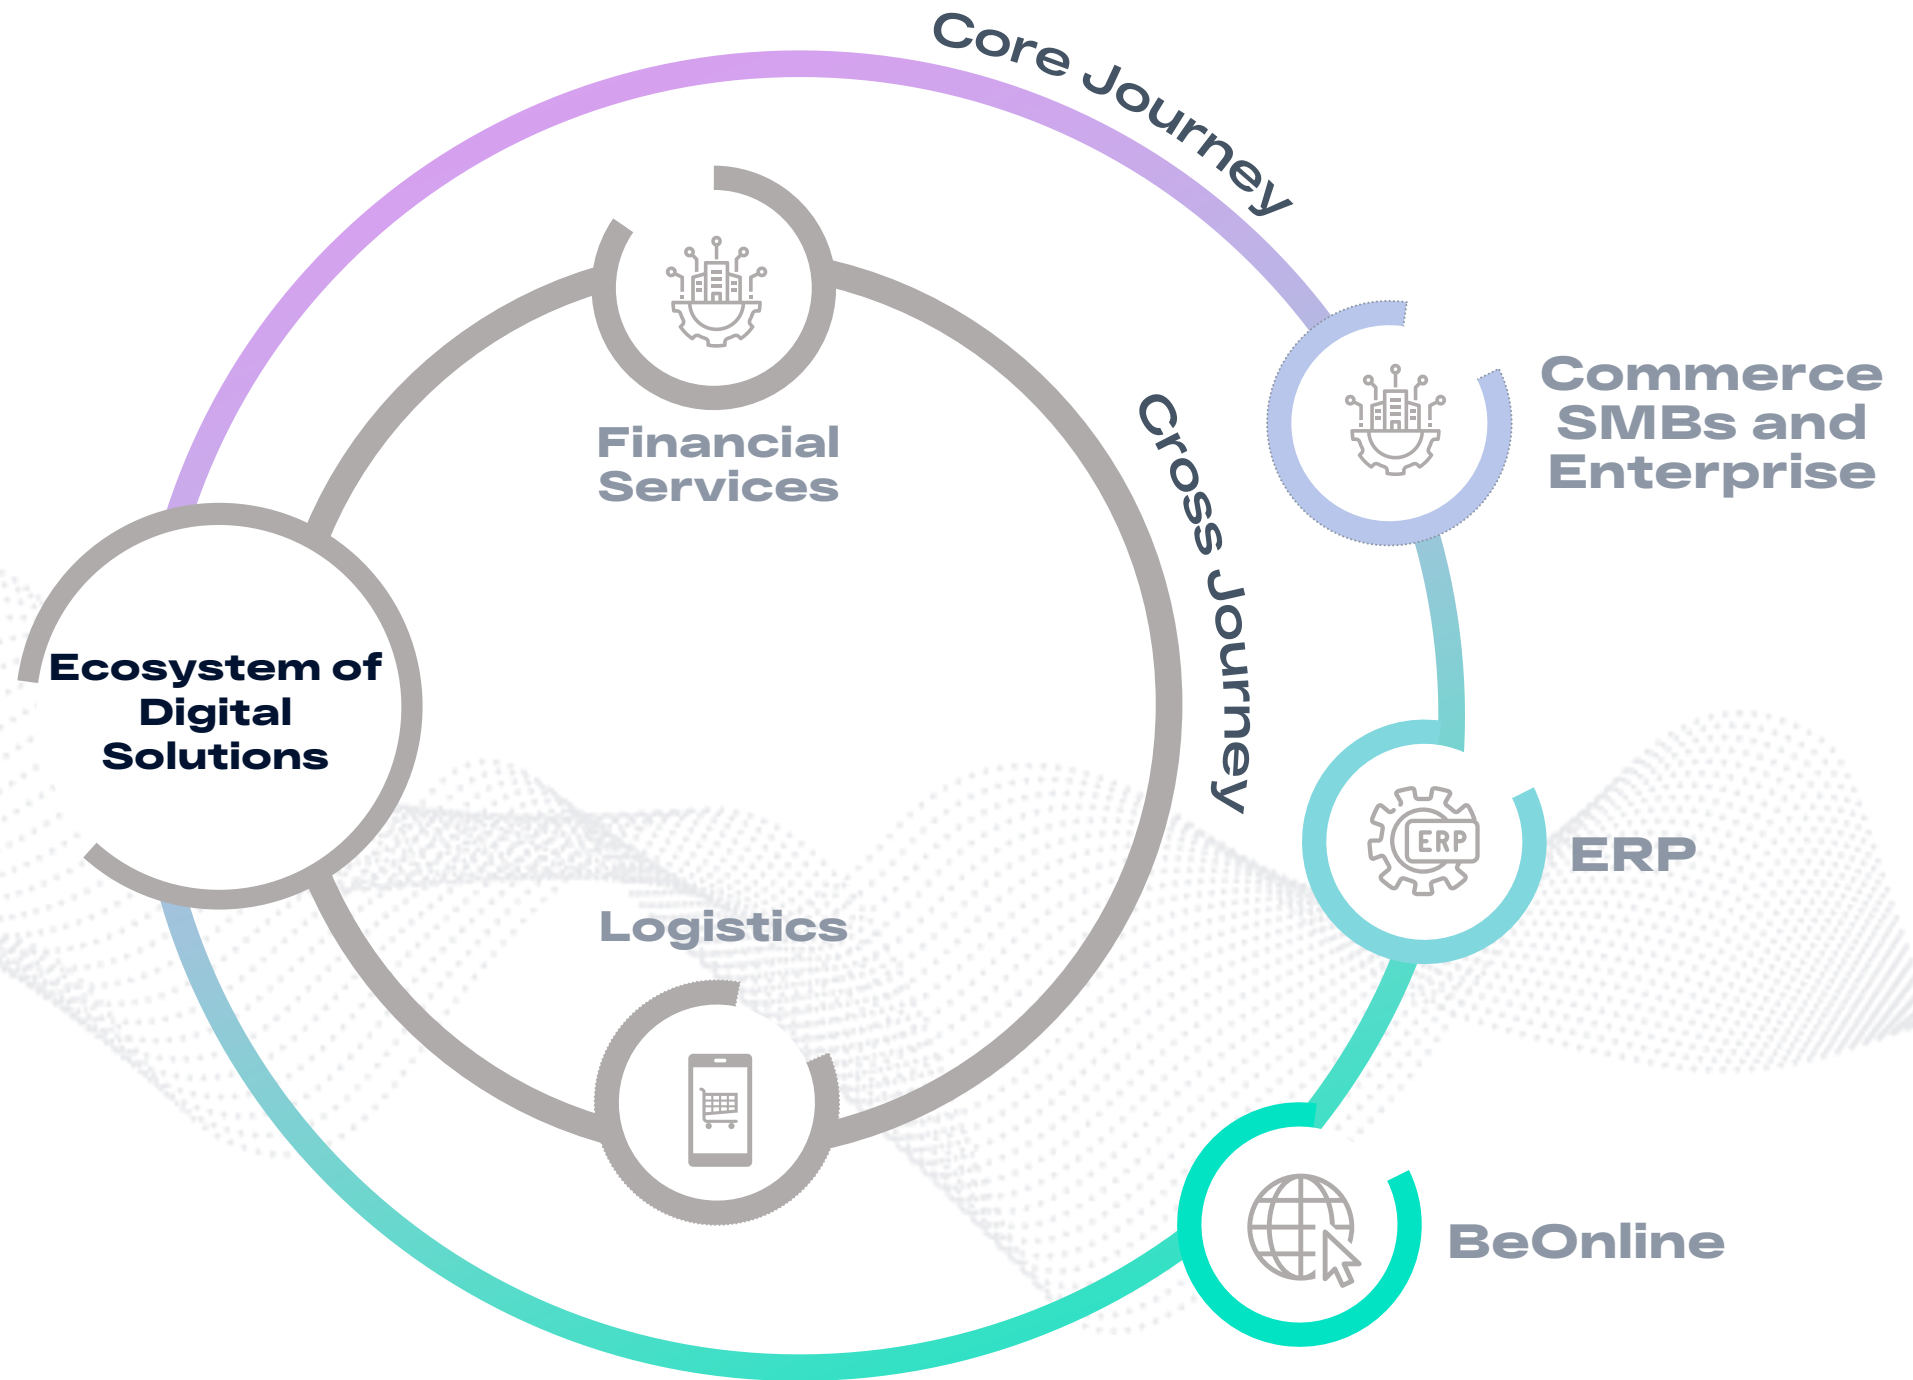 Core Journey
Financial
Services
Commerce
SMBs and
Enterprise
Cross Journey
Ecosystem of
Digital
Solutions
ERP
ERP
Logistics
BeOnline